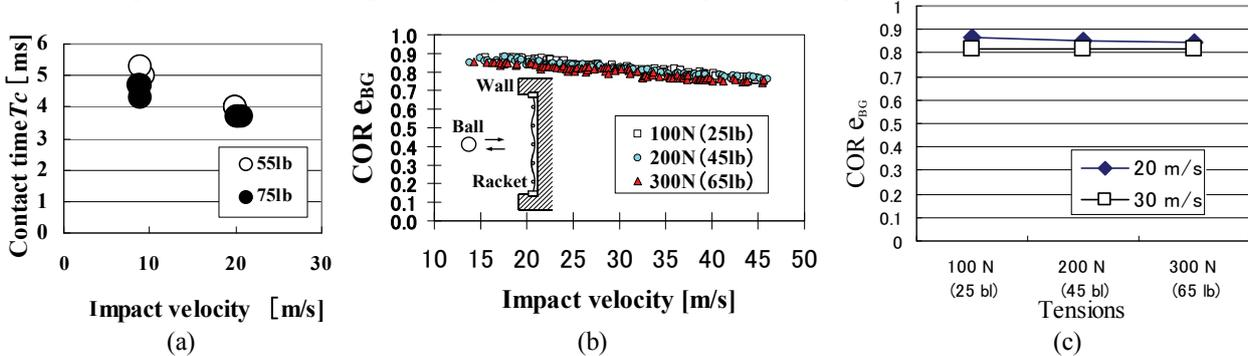 Contact time Tc [ms]
6
5
4
3
2
1
0
55lb
75lb
0 10 20 30
Impact velocity [m/s]
(a)
COR eBG
1.0
0.9
0.8
0.7
0.6
0.5
0.4
0.3
0.2
0.1
0.0
Wall
Ball
Racket
100N (25lb)
200N (45lb)
300N (65lb)
10 15 20 25 30 35 40 45 50
Impact velocity [m/s]
(b)
COR eBG
1
0.9
0.8
0.7
0.6
0.5
0.4
0.3
0.2
0.1
0
20 m/s
30 m/s
100 N 200 N 300 N
(25 bl) (45 bl) (65 lb)
Tensions
(c)